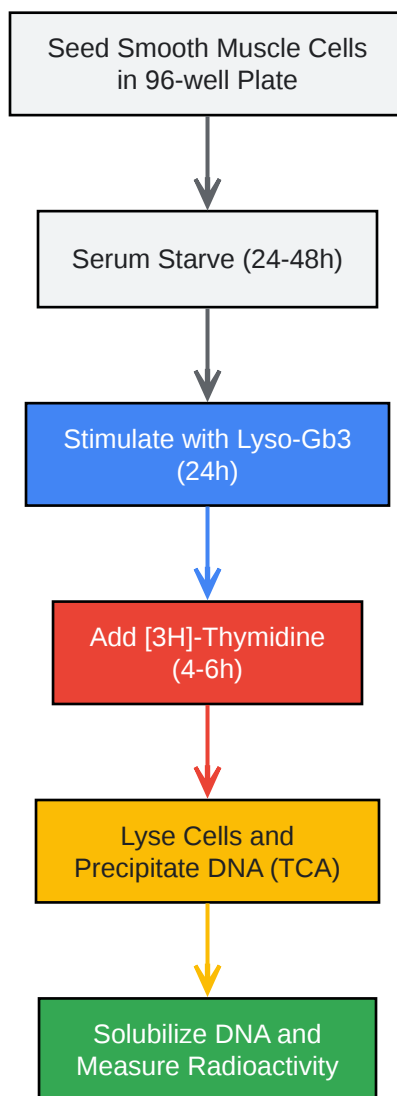 Seed Smooth Muscle Cells
in 96-well Plate
Serum Starve (24-48h)
Stimulate with Lyso-Gb3
(24h)
Add [3H]-Thymidine
(4-6h)
Lyse Cells and
Precipitate DNA (TCA)
Solubilize DNA and
Measure Radioactivity